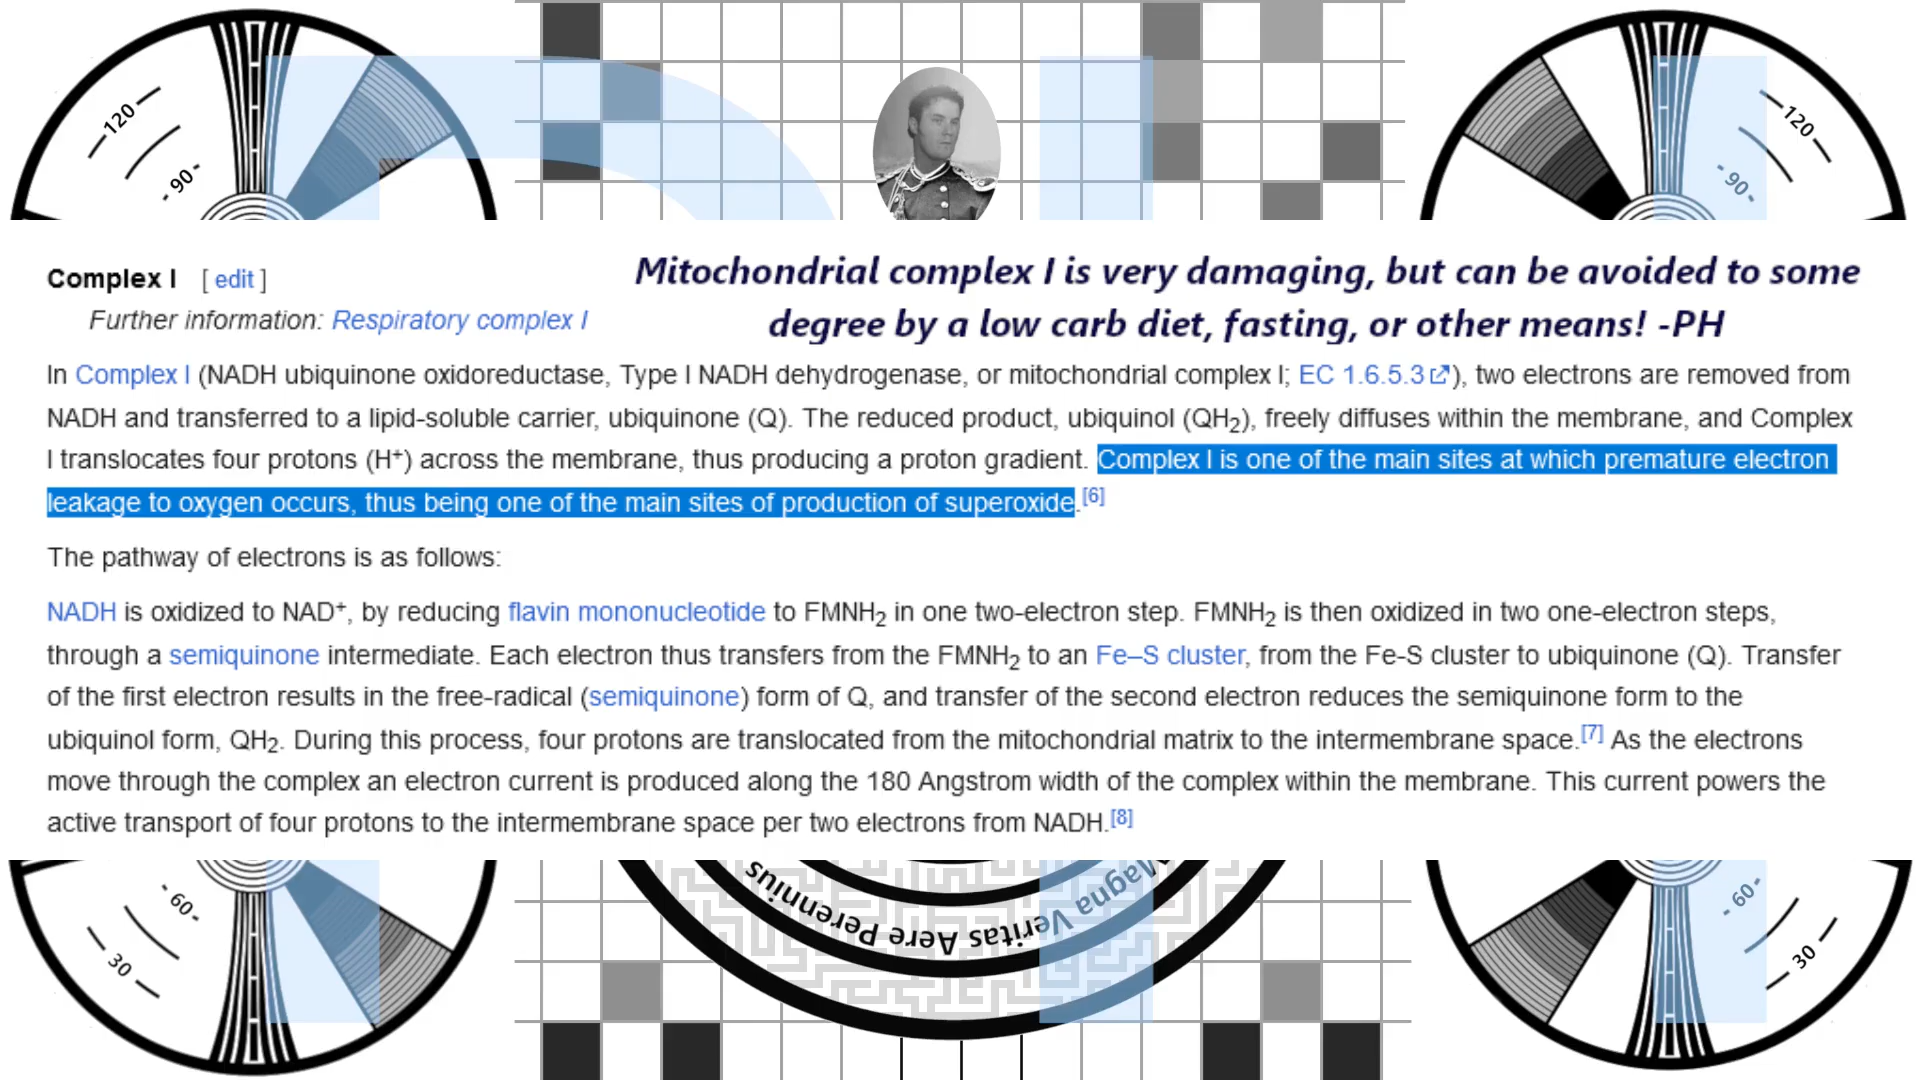 120
90
120
90
Complex I [ edit ]
Mitochondrial complex I is very damaging, but can be avoided to some
degree by a low carb diet, fasting, or other means! -PH
Further information: Respiratory complex I
In Complex I (NADH ubiquinone oxidoreductase, Type I NADH dehydrogenase, or mitochondrial complex I; EC 1.6.5.3), two electrons are removed from
NADH and transferred to a lipid-soluble carrier, ubiquinone (Q). The reduced product, ubiquinol (QH₂), freely diffuses within the membrane, and Complex
I translocates four protons (H⁺) across the membrane, thus producing a proton gradient. Complex I is one of the main sites at which premature electron
leakage to oxygen occurs, thus being one of the main sites of production of superoxide.[6]
The pathway of electrons is as follows:
NADH is oxidized to NAD⁺, by reducing flavin mononucleotide to FMNH₂ in one two-electron step. FMNH₂ is then oxidized in two one-electron steps,
through a semiquinone intermediate. Each electron thus transfers from the FMNH₂ to an Fe–S cluster, from the Fe-S cluster to ubiquinone (Q). Transfer
of the first electron results in the free-radical (semiquinone) form of Q, and transfer of the second electron reduces the semiquinone form to the
ubiquinol form, QH₂. During this process, four protons are translocated from the mitochondrial matrix to the intermembrane space.[7] As the electrons
move through the complex an electron current is produced along the 180 Angstrom width of the complex within the membrane. This current powers the
active transport of four protons to the intermembrane space per two electrons from NADH.[8]
60
30
Magna Veritas Aere Perennius
60
30